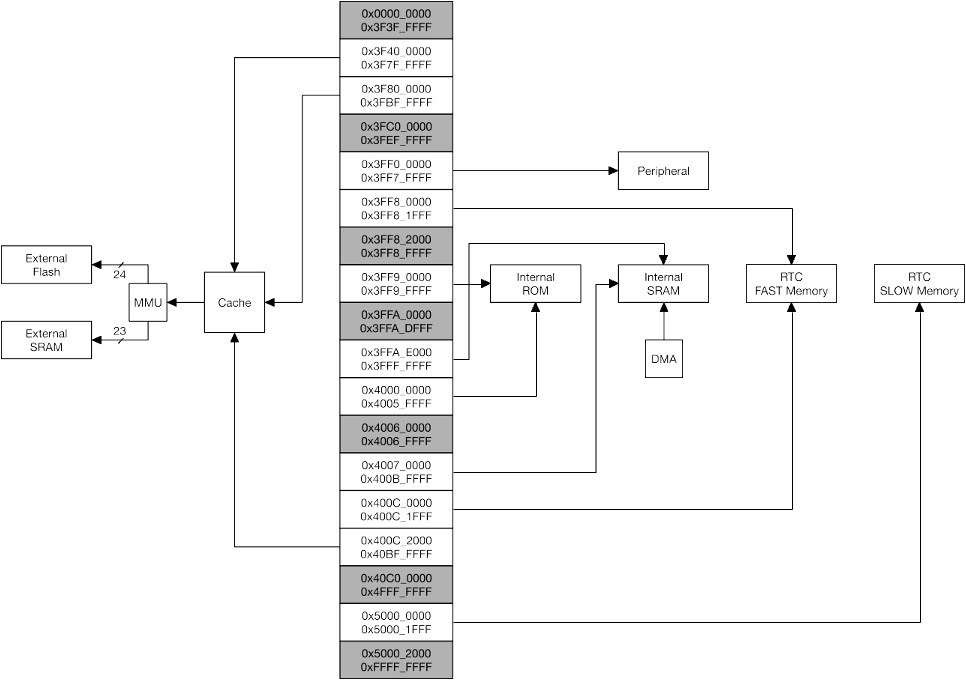 0x0000_0000
0x3F3F_FFFF
0x3F40_0000
0x3F7F_FFFF
0x3F80_0000
0x3FBF_FFFF
0x3FC0_0000
0x3FEF_FFFF
0x3FF0_0000
0x3FF7_FFFF
Peripheral
0x3FF8_0000
0x3FF8_1FFF
0x3FF8_2000
0x3FF8_FFFF
External
Flash
24
MMU
External
SRAM
23
Cache
0x3FF9_0000
0x3FF9_FFFF
Internal
ROM
Internal
SRAM
RTC
FAST Memory
RTC
SLOW Memory
0x3FFA_0000
0x3FFA_DFFF
0x3FFA_E000
0x3FFF_FFFF
DMA
0x4000_0000
0x4005_FFFF
0x4006_0000
0x4006_FFFF
0x4007_0000
0x400B_FFFF
0x400C_0000
0x400C_1FFF
0x400C_2000
0x40BF_FFFF
0x40C0_0000
0x4FFF_FFFF
0x5000_0000
0x5000_1FFF
0x5000_2000
0xFFFF_FFFF